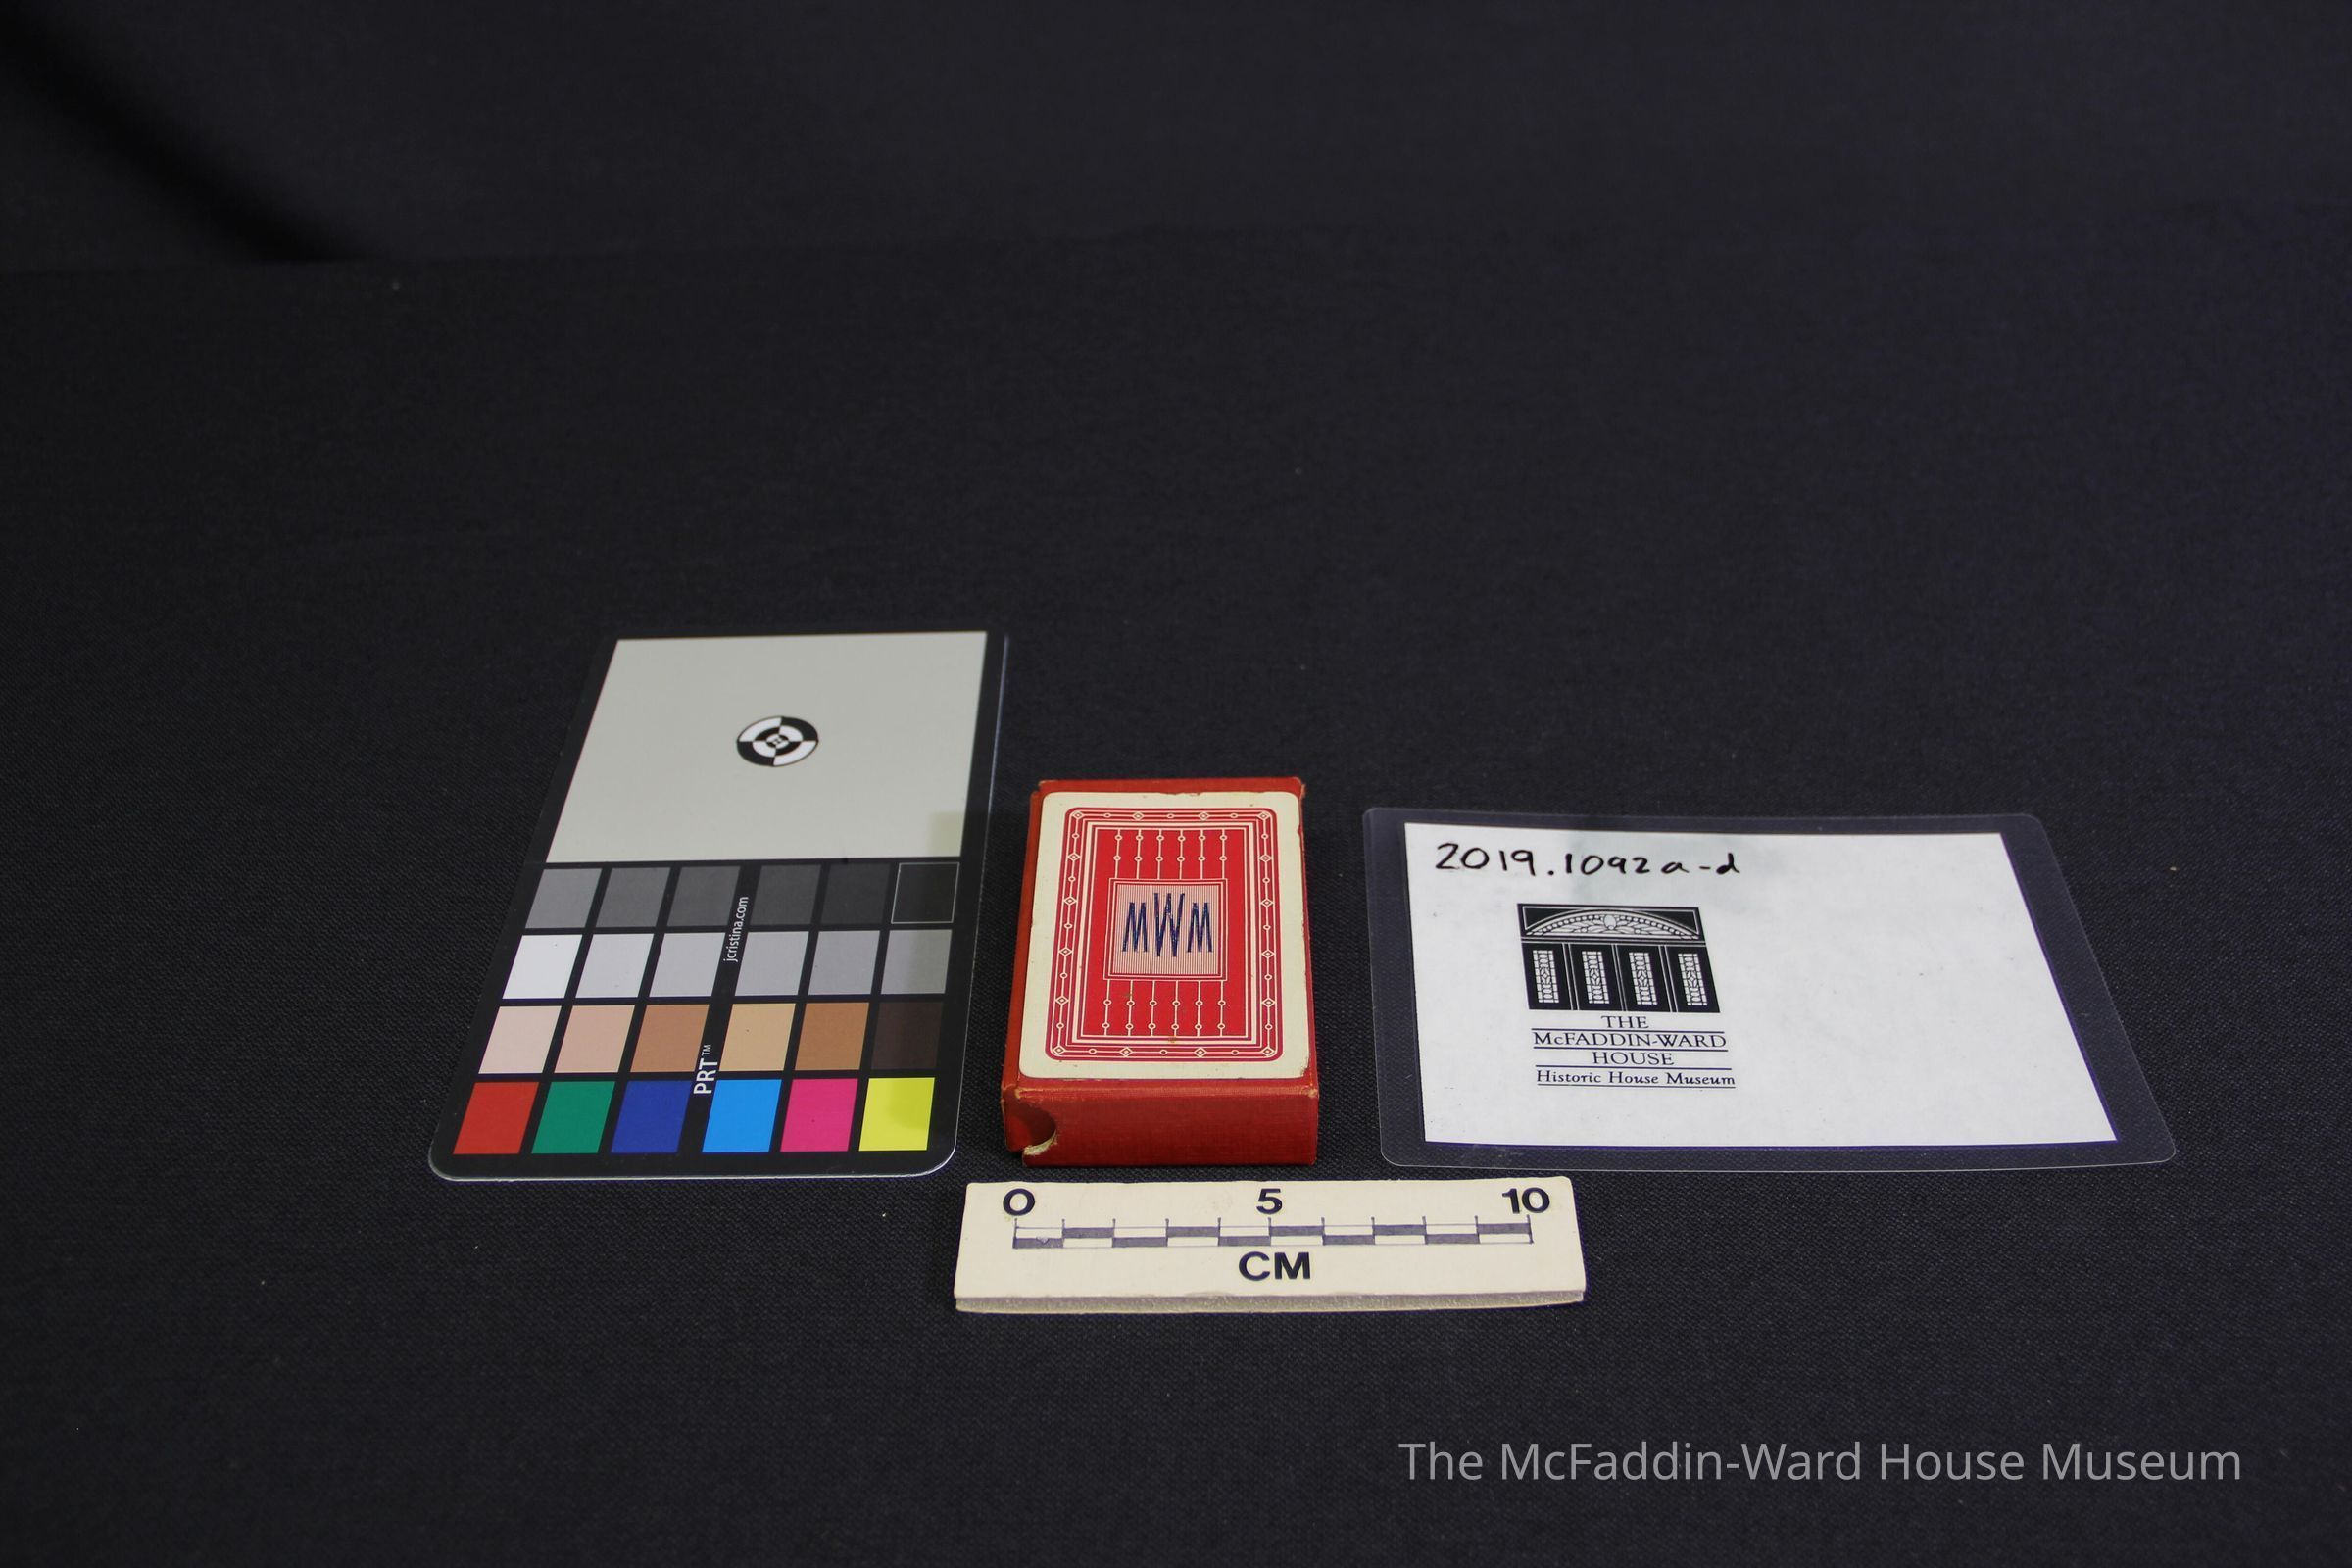 jcristina.com
PRT™
MWM
2019.1092a-d
THE
McFADDIN-WARD
HOUSE
Historic House Museum
0 5 10
CM
The McFaddin-Ward House Museum